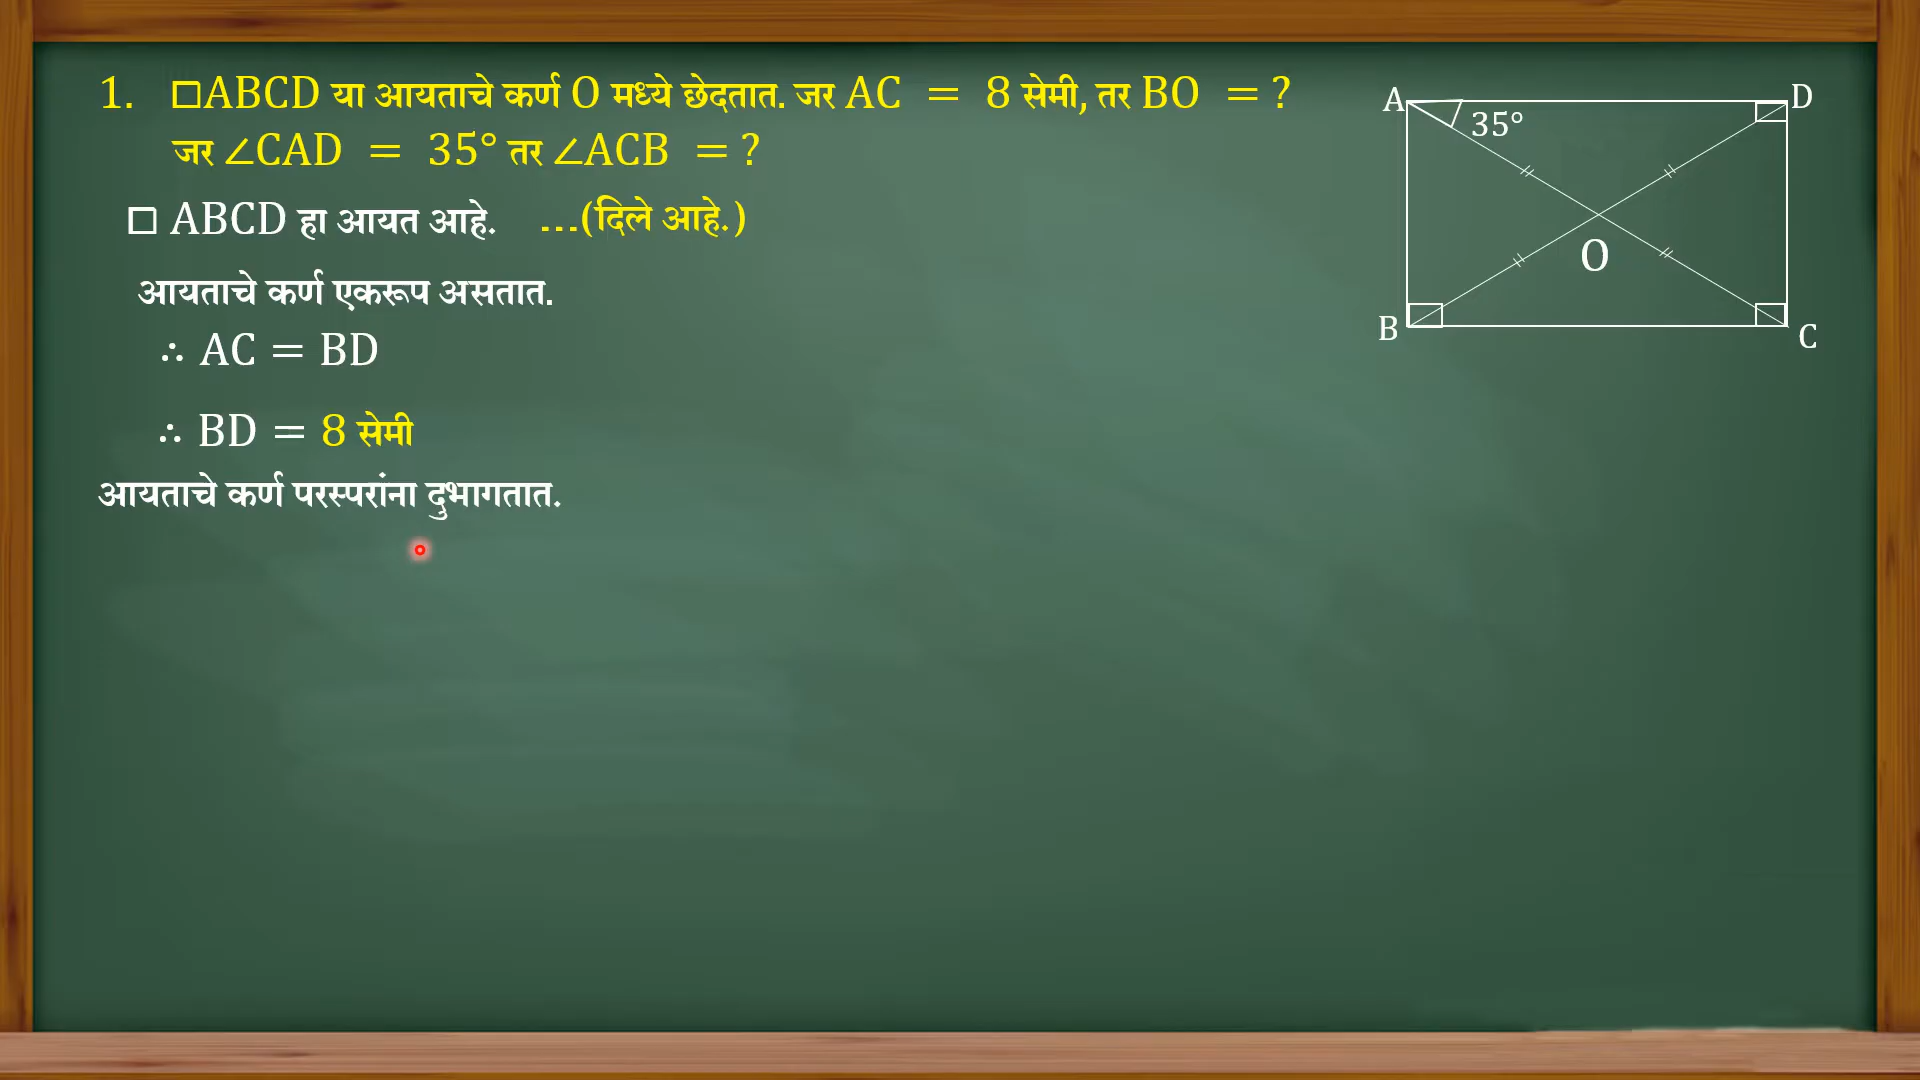 1. □ABCD या आयताचे कर्ण O मध्ये छेदतात. जर AC = 8 सेमी, तर BO = ?
जर ∠CAD = 35° तर ∠ACB = ?
□ ABCD हा आयत आहे. ...(दिले आहे.)
आयताचे कर्ण एकरूप असतात.
∴ AC = BD
∴ BD = 8 सेमी
आयताचे कर्ण परस्परांना दुभागतात.
A
D
35°
O
B
C